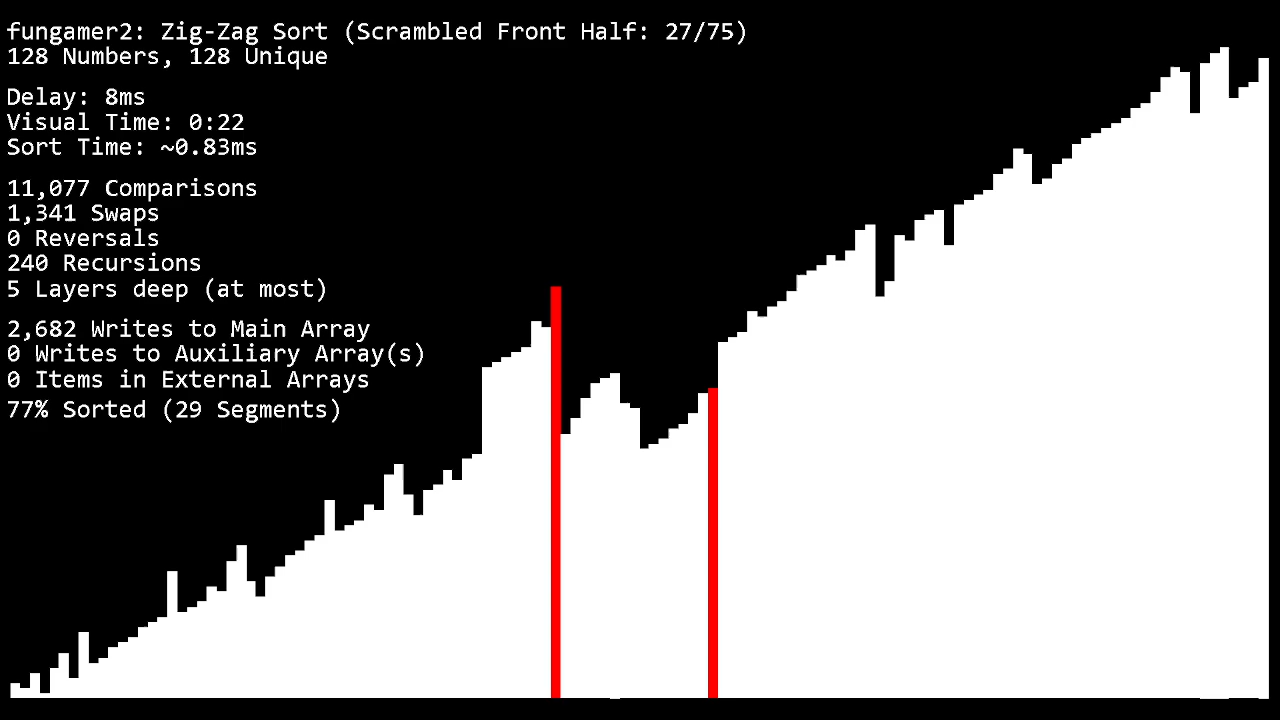 fungamer2: Zig-Zag Sort (Scrambled Front Half: 27/75)
128 Numbers, 128 Unique
Delay: 8ms
Visual Time: 0:22
Sort Time: ~0.83ms
11,077 Comparisons
1,341 Swaps
0 Reversals
240 Recursions
5 Layers deep (at most)
2,682 Writes to Main Array
0 Writes to Auxiliary Array(s)
0 Items in External Arrays
77% Sorted (29 Segments)